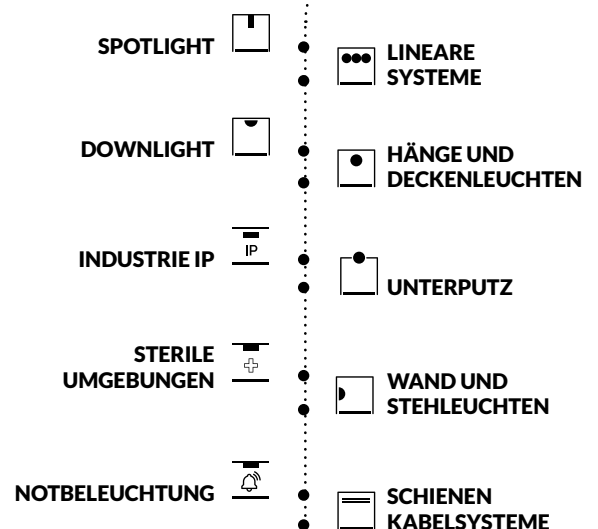 SPOTLIGHT
LINEARE
SYSTEME
DOWNLIGHT
HÄNGE UND
DECKENLEUCHTEN
IP
INDUSTRIE IP
UNTERPUTZ
STERILE
UMGEBUNGEN
WAND UND
STEHLEUCHTEN
NOTBELEUCHTUNG
SCHIENEN
KABELSYSTEME